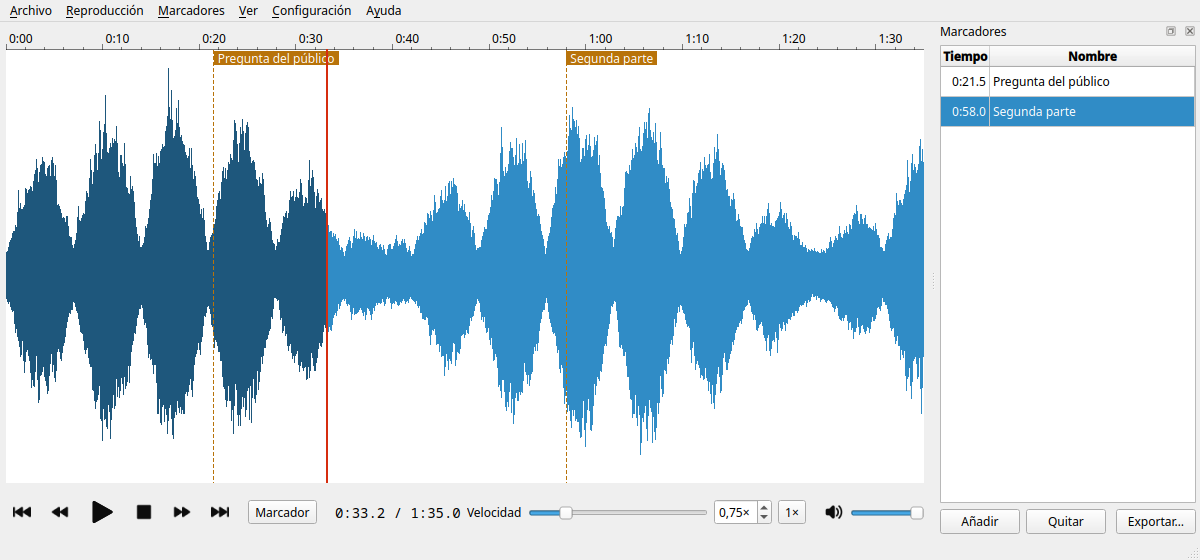 Archivo Reproducción Marcadores Ver Configuración Ayuda
0:00 0:10 0:20 0:30 0:40 0:50 1:00 1:10 1:20 1:30
Pregunta del público Segunda parte
Marcadores
Tiempo Nombre
0:21.5 Pregunta del público
0:58.0 Segunda parte
Marcador 0:33.2 / 1:35.0 Velocidad 0,75× 1×
Añadir Quitar Exportar...